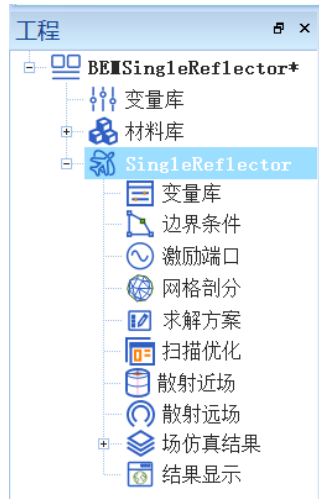 工程
BEMSingleReflector*
变量库
材料库
SingleReflector
变量库
边界条件
激励端口
网格剖分
求解方案
扫描优化
散射近场
散射远场
场仿真结果
结果显示